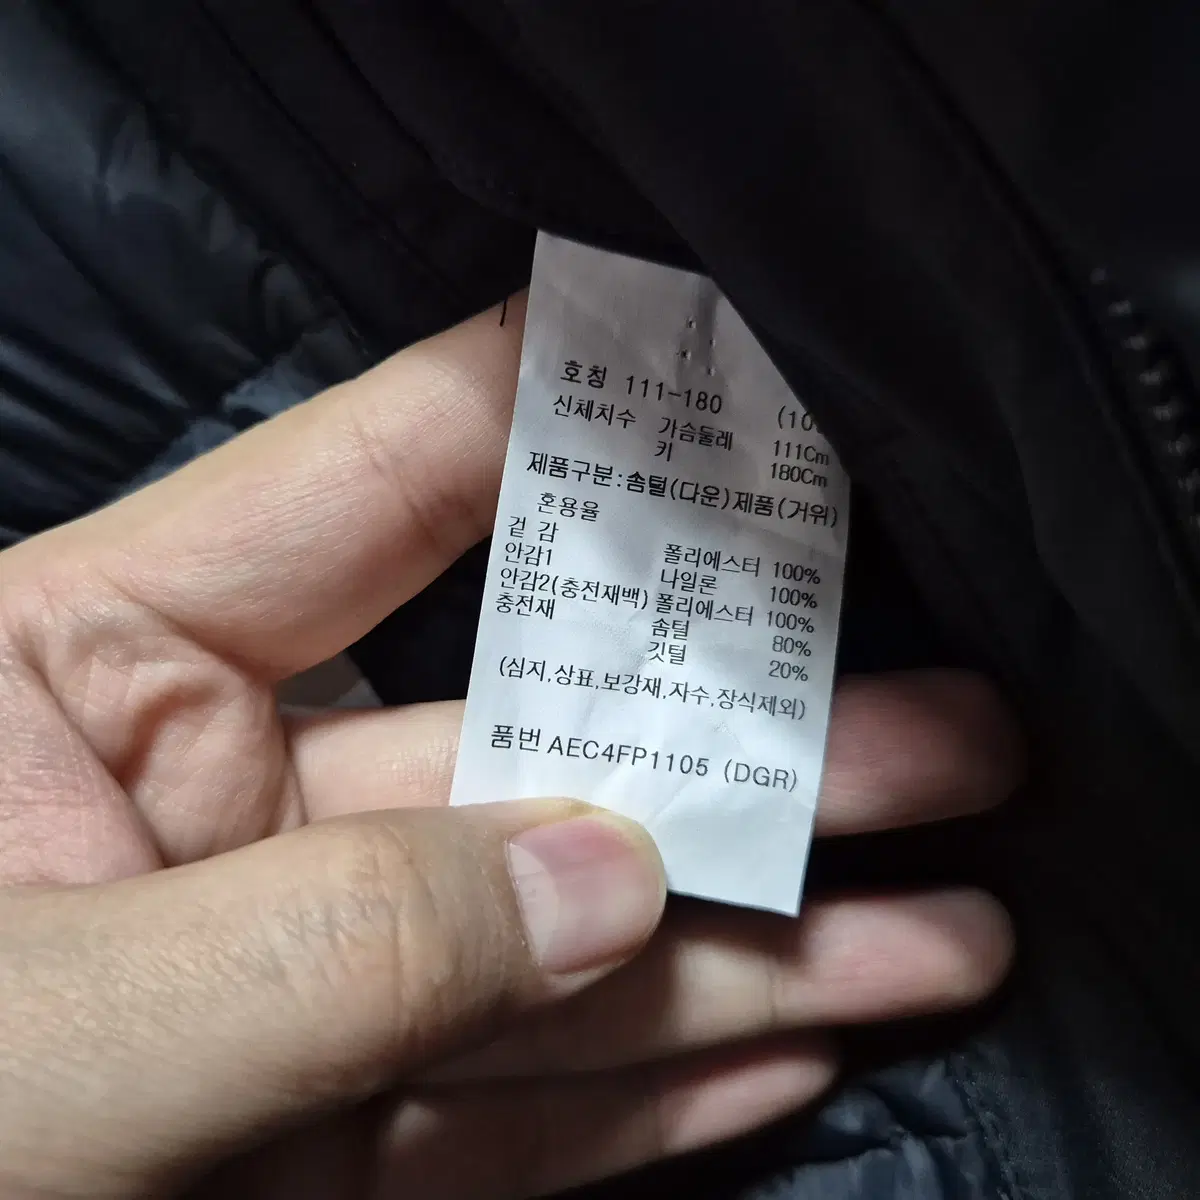 호칭 111-180
신체치수 가슴둘레 111Cm
키 180Cm
제품구분:솜털(다운)제품(거위)
혼용율
겉 감 폴리에스터 100%
안감1 나일론 100%
안감2(충전재백) 폴리에스터 100%
충전재 솜털 80%
깃털 20%
(심지,상표,보강재,자수,장식제외)
품번 AEC4FP1105 (DGR)